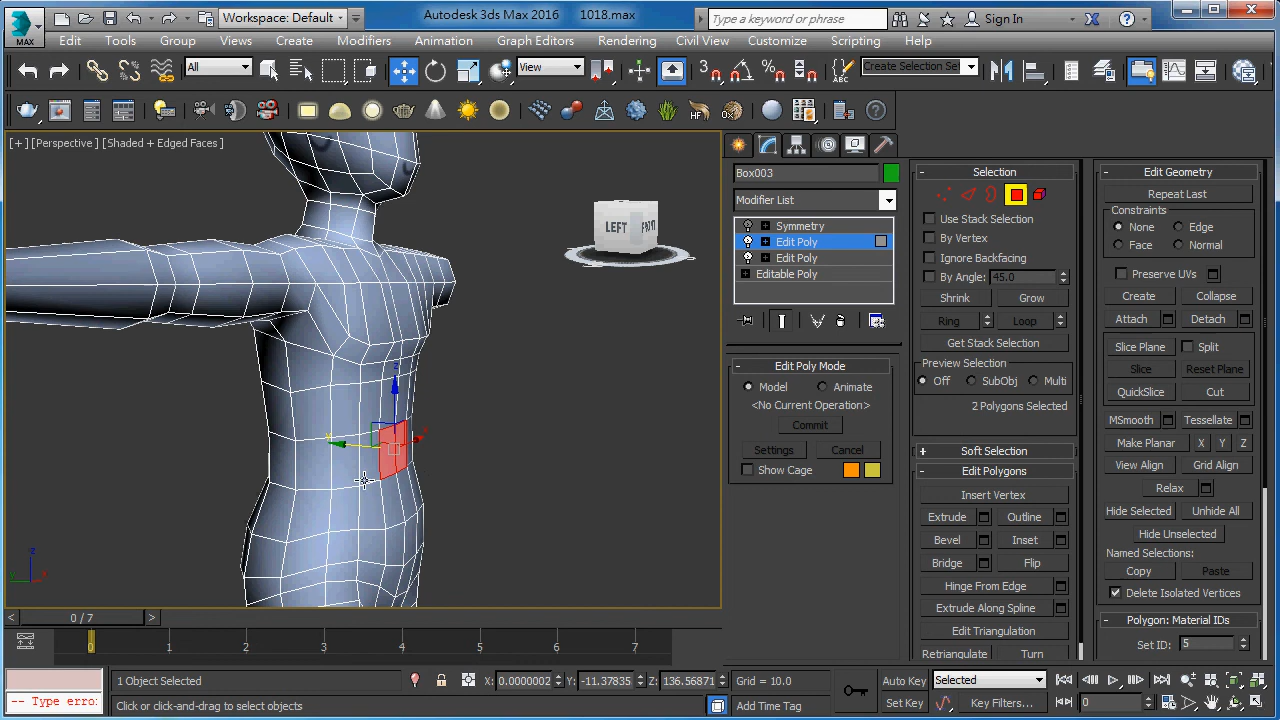 Workspace: Default
Autodesk 3ds Max 2016 1018.max
Type a keyword or phrase
Sign In
MAX
Edit Tools Group Views Create Modifiers Animation Graph Editors Rendering Civil View Customize Scripting Help
All
View
Create Selection Se
[+] [Perspective] [Shaded + Edged Faces ]
LEFT
FRONT
Box003
Modifier List
Symmetry
Edit Poly
Edit Poly
Editable Poly
Edit Poly Mode
Model Animate
<No Current Operation>
Commit
Settings Cancel
Show Cage
Selection
Use Stack Selection
By Vertex
Ignore Backfacing
By Angle: 45.0
Shrink Grow
Ring Loop
Get Stack Selection
Preview Selection
Off SubObj Multi
2 Polygons Selected
Soft Selection
Edit Polygons
Insert Vertex
Extrude Outline
Bevel Inset
Bridge Flip
Hinge From Edge
Extrude Along Spline
Edit Triangulation
Retriangulate Turn
Edit Geometry
Repeat Last
Constraints
None Edge
Face Normal
Preserve UVs
Create Collapse
Attach Detach
Slice Plane Split
Slice Reset Plane
QuickSlice Cut
MSmooth Tessellate
Make Planar X Y Z
View Align Grid Align
Relax
Hide Selected Unhide All
Hide Unselected
Named Selections:
Copy Paste
Delete Isolated Vertices
Polygon: Material IDs
Set ID: 5
< 0 / 7 >
0 1 2 3 4 5 6 7
1 Object Selected
X: 0.0000002 Y: -11.37835 Z: 136.56871
Grid = 10.0
Auto Key Selected
-- Type erro:
Click or click-and-drag to select objects
Add Time Tag
Set Key Key Filters...
0